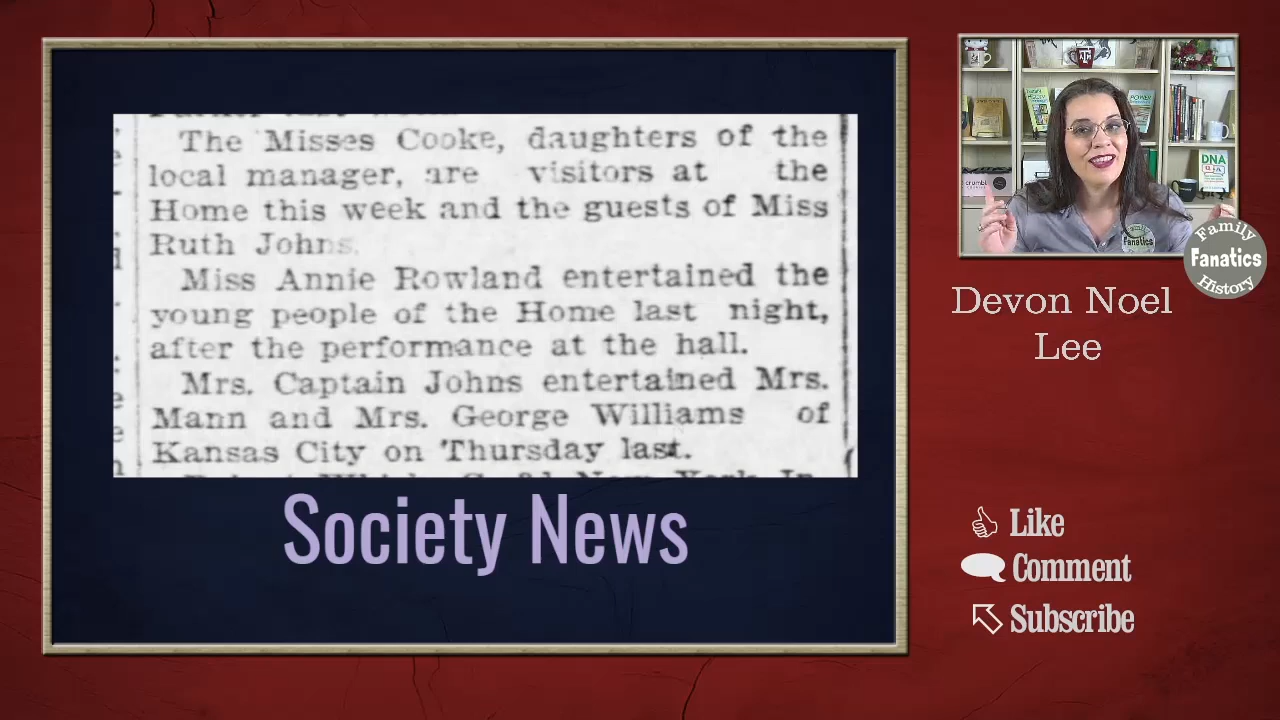 The Misses Cooke, daughters of the
local manager, are visitors at the
Home this week and the guests of Miss
Ruth Johns.
Miss Annie Rowland entertained the
young people of the Home last night,
after the performance at the hall.
Mrs. Captain Johns entertained Mrs.
Mann and Mrs. George Williams of
Kansas City on Thursday last.
Society News
DNA
POWER
Family
Fanatics
History
Devon Noel
Lee
Like
Comment
Subscribe